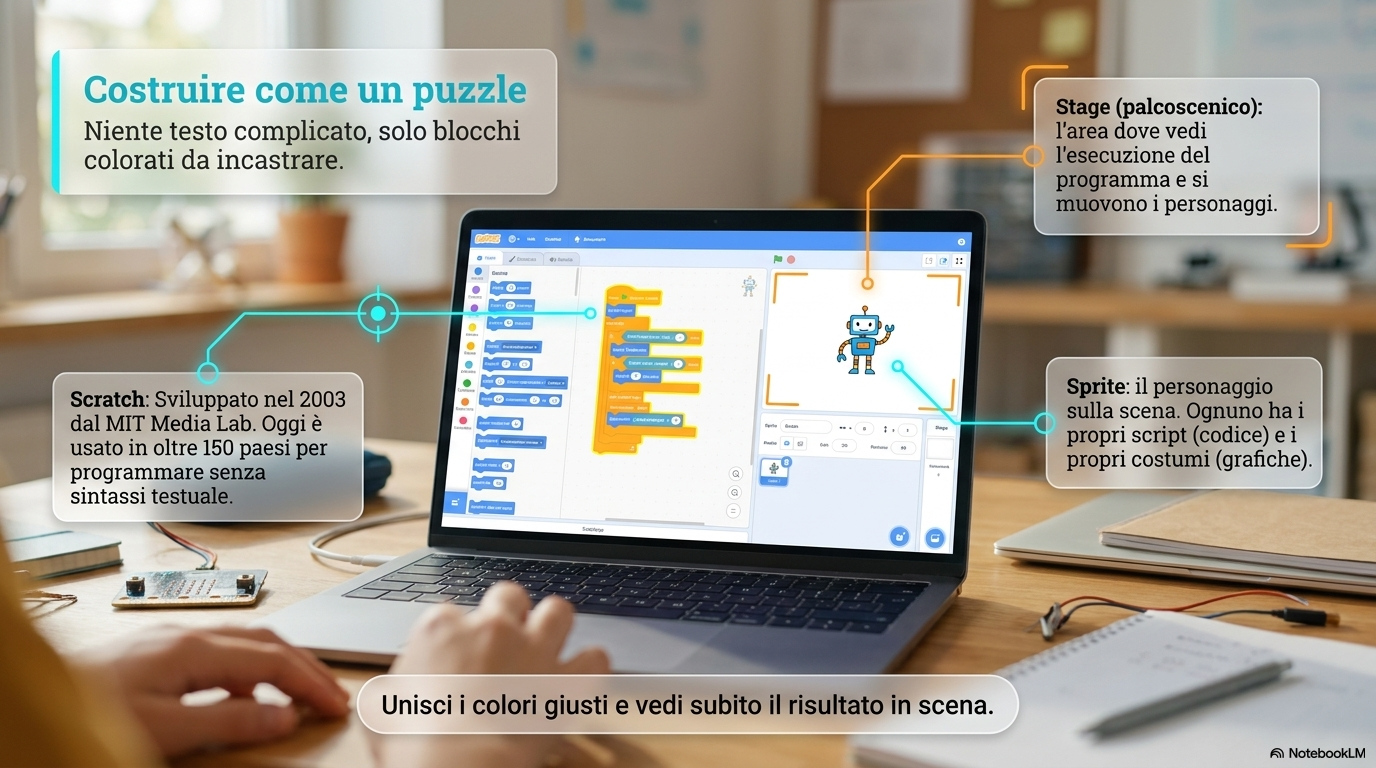 Costruire come un puzzle
Niente testo complicato, solo blocchi
colorati da incastrare.
Stage (palcoscenico):
l'area dove vedi
l'esecuzione del
programma e si
muovono i personaggi.
Scratch: Sviluppato nel 2003
dal MIT Media Lab. Oggi è
usato in oltre 150 paesi per
programmare senza
sintassi testuale.
Sprite: il personaggio
sulla scena. Ognuno ha i
propri script (codice) e i
propri costumi (grafiche).
Sprite
Stage
Unisci i colori giusti e vedi subito il risultato in scena.
NotebookLM